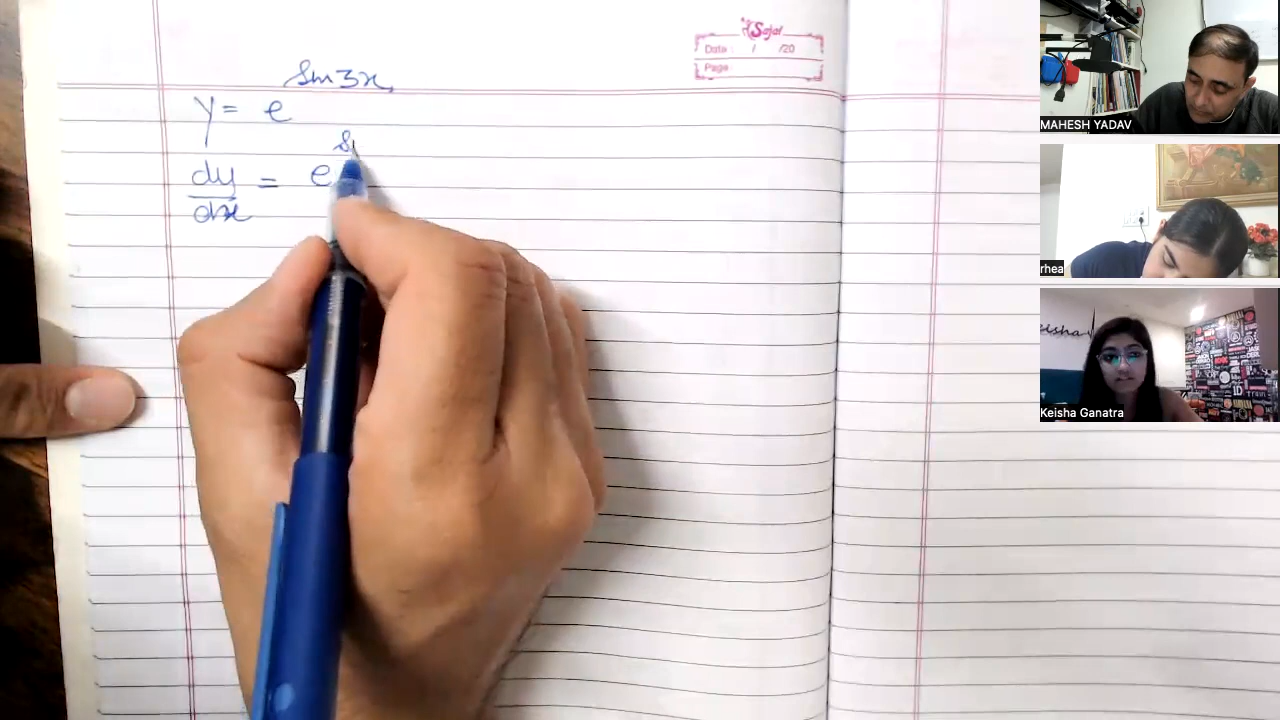 Sajal
Date : / /20
Page :
y = e^sin3x
dy/dx = e^s
MAHESH YADAV
rhea
Keisha Ganatra